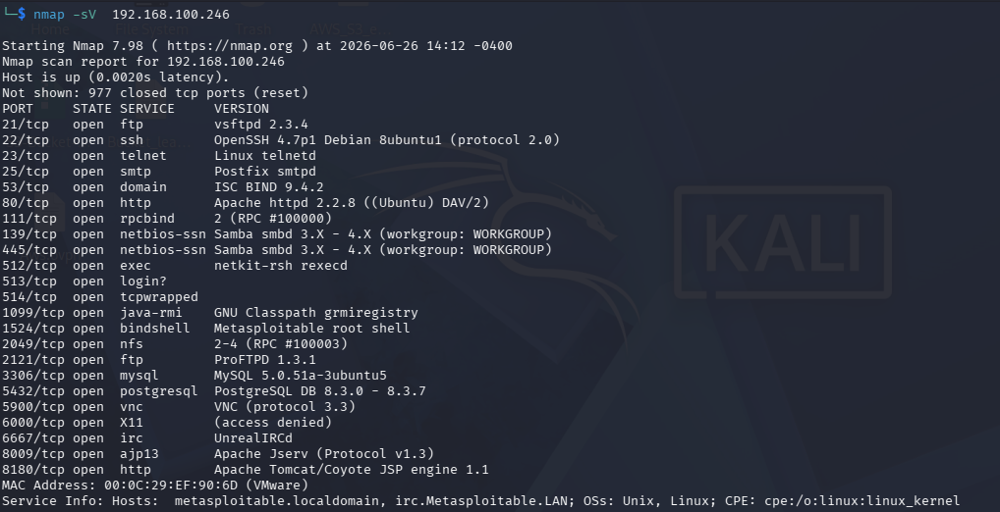 └─$ nmap -sV  192.168.100.246
Starting Nmap 7.98 ( https://nmap.org ) at 2026-06-26 14:12 -0400
Nmap scan report for 192.168.100.246
Host is up (0.0020s latency).
Not shown: 977 closed tcp ports (reset)
PORT     STATE SERVICE     VERSION
21/tcp   open  ftp         vsftpd 2.3.4
22/tcp   open  ssh         OpenSSH 4.7p1 Debian 8ubuntu1 (protocol 2.0)
23/tcp   open  telnet      Linux telnetd
25/tcp   open  smtp        Postfix smtpd
53/tcp   open  domain      ISC BIND 9.4.2
80/tcp   open  http        Apache httpd 2.2.8 ((Ubuntu) DAV/2)
111/tcp  open  rpcbind     2 (RPC #100000)
139/tcp  open  netbios-ssn Samba smbd 3.X - 4.X (workgroup: WORKGROUP)
445/tcp  open  netbios-ssn Samba smbd 3.X - 4.X (workgroup: WORKGROUP)
512/tcp  open  exec        netkit-rsh rexecd
513/tcp  open  login?
514/tcp  open  tcpwrapped
1099/tcp open  java-rmi    GNU Classpath grmiregistry
1524/tcp open  bindshell   Metasploitable root shell
2049/tcp open  nfs         2-4 (RPC #100003)
2121/tcp open  ftp         ProFTPD 1.3.1
3306/tcp open  mysql       MySQL 5.0.51a-3ubuntu5
5432/tcp open  postgresql  PostgreSQL DB 8.3.0 - 8.3.7
5900/tcp open  vnc         VNC (protocol 3.3)
6000/tcp open  X11         (access denied)
6667/tcp open  irc         UnrealIRCd
8009/tcp open  ajp13       Apache Jserv (Protocol v1.3)
8180/tcp open  http        Apache Tomcat/Coyote JSP engine 1.1
MAC Address: 00:0C:29:EF:90:6D (VMware)
Service Info: Hosts:  metasploitable.localdomain, irc.Metasploitable.LAN; OSs: Unix, Linux; CPE: cpe:/o:linux:linux_kernel
KALI
Home
File System
Trash